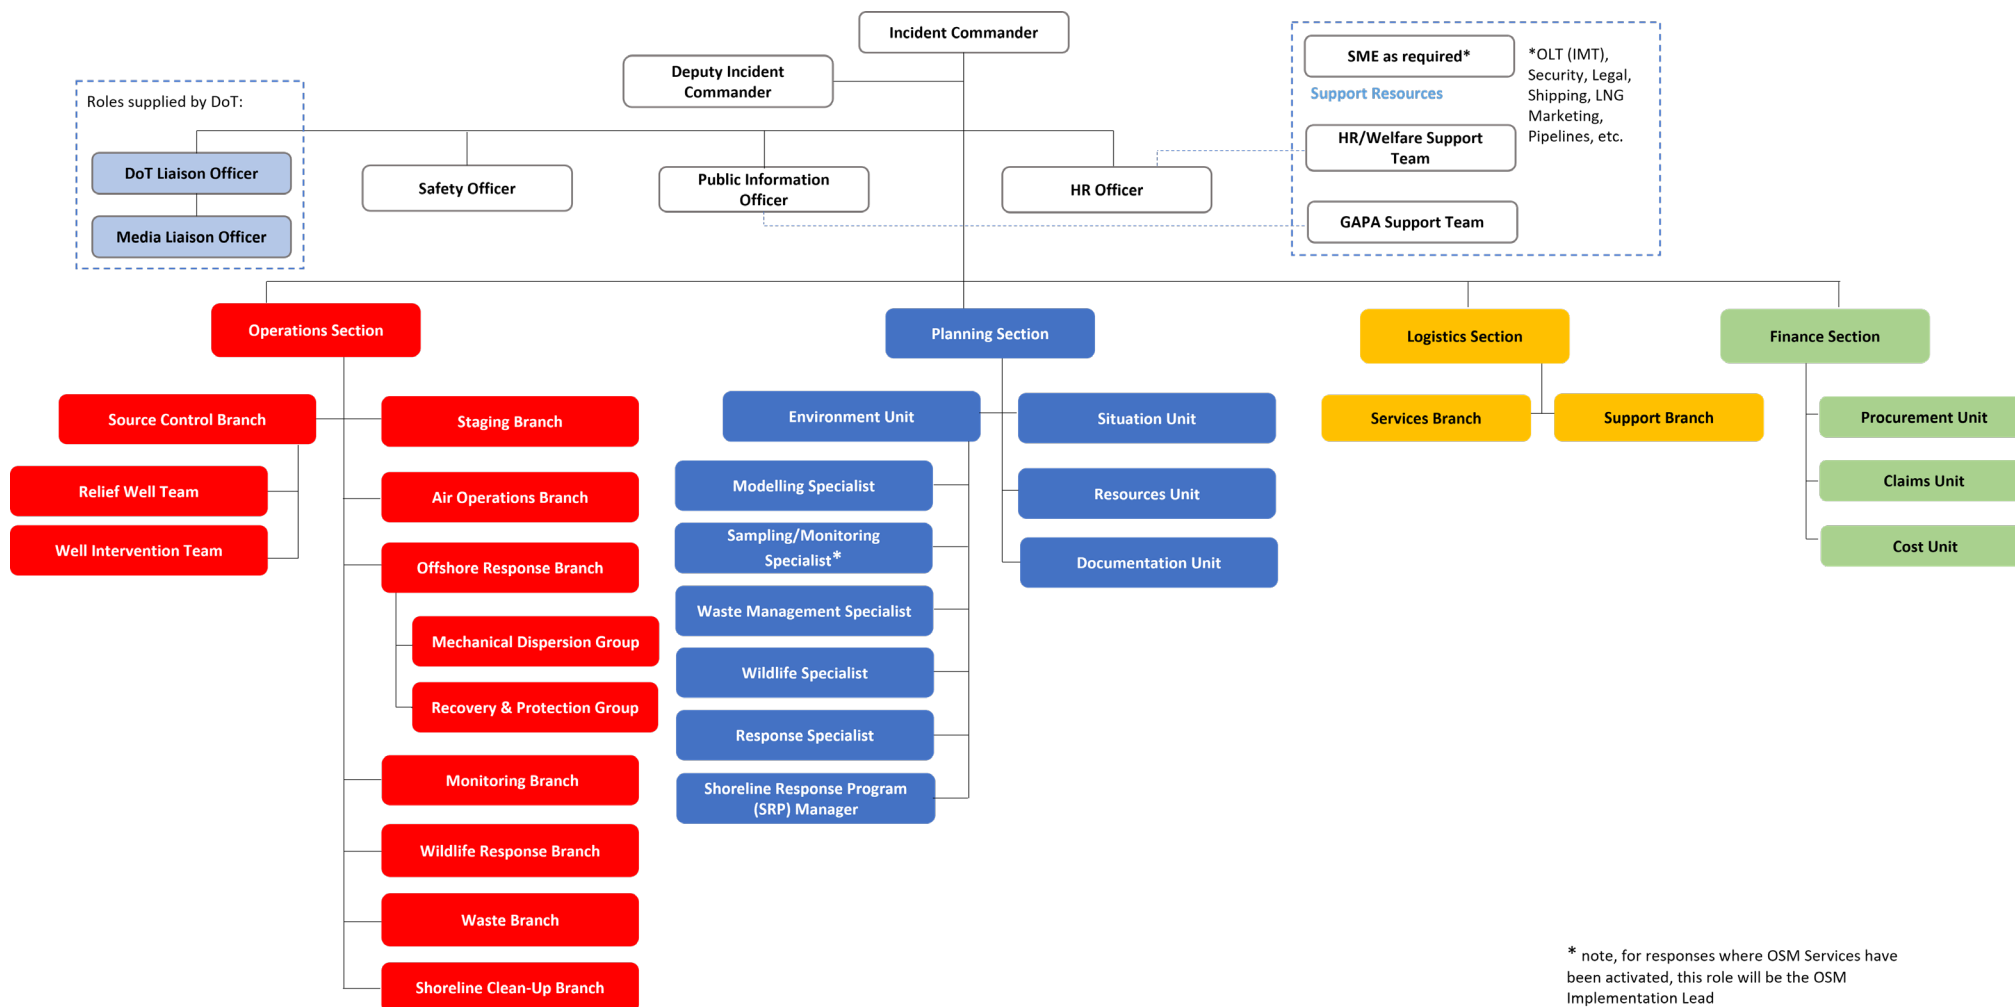 Incident Commander
Deputy Incident
Commander
Roles supplied by DoT:
DoT Liaison Officer
Media Liaison Officer
Safety Officer
Public Information
Officer
HR Officer
SME as required*
Support Resources
HR/Welfare Support
Team
GAPA Support Team
*OLT (IMT),
Security, Legal,
Shipping, LNG
Marketing,
Pipelines, etc.
Operations Section
Planning Section
Logistics Section
Finance Section
Source Control Branch
Relief Well Team
Well Intervention Team
Staging Branch
Air Operations Branch
Offshore Response Branch
Mechanical Dispersion Group
Recovery & Protection Group
Monitoring Branch
Wildlife Response Branch
Waste Branch
Shoreline Clean-Up Branch
Environment Unit
Modelling Specialist
Sampling/Monitoring
Specialist*
Waste Management Specialist
Wildlife Specialist
Response Specialist
Shoreline Response Program
(SRP) Manager
Situation Unit
Resources Unit
Documentation Unit
Services Branch
Support Branch
Procurement Unit
Claims Unit
Cost Unit
* note, for responses where OSM Services have
been activated, this role will be the OSM
Implementation Lead